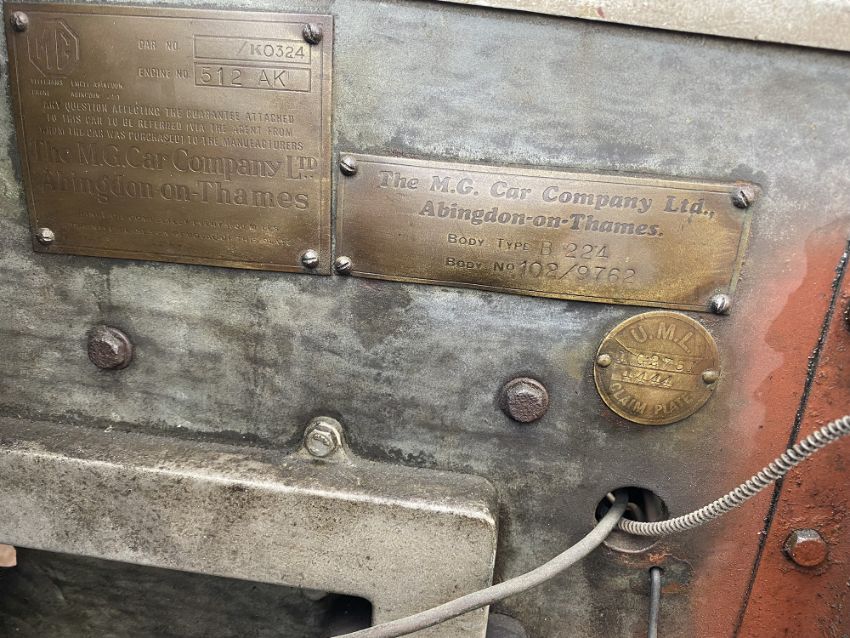 MG
CAR NO. /K0324
ENGINE NO. 512 AK
ANY QUESTION AFFECTING THE GUARANTEE ATTACHED
TO THIS CAR TO BE REFERRED (VIA THE AGENT FROM
WHOM THE CAR WAS PURCHASED) TO THE MANUFACTURERS
The M.G. Car Company LTD.
Abingdon-on-Thames
The M.G. Car Company Ltd.,
Abingdon-on-Thames.
BODY TYPE B 224
BODY No 102/9762
U.M.L.
CLAIM PLATE